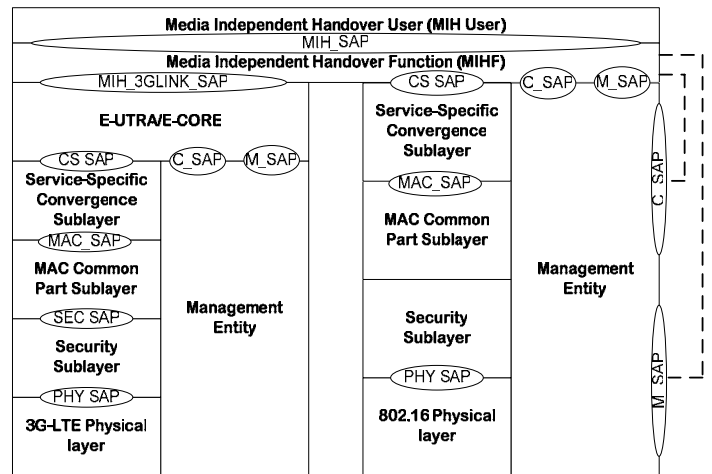 Media Independent Handover User (MIH User)
MIH_SAP
Media Independent Handover Function (MIHF)
MIH_3GLINK_SAP
CS SAP
C_SAP
M_SAP
E-UTRA/E-CORE
Service-Specific
Convergence
Sublayer
CS SAP
C_SAP
M_SAP
Service-Specific
Convergence
Sublayer
MAC_SAP
C_SAP
MAC_SAP
MAC Common
Part Sublayer
MAC Common
Part Sublayer
Management
Entity
SEC SAP
Management
Entity
Security
Sublayer
Security
Sublayer
PHY SAP
PHY SAP
M_SAP
3G-LTE Physical
layer
802.16 Physical
layer